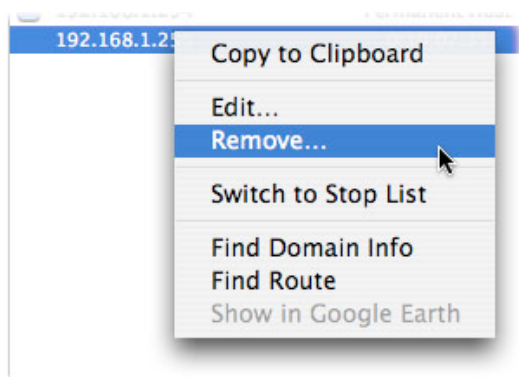 192.168.1.25
Copy to Clipboard
Edit...
Remove...
Switch to Stop List
Find Domain Info
Find Route
Show in Google Earth